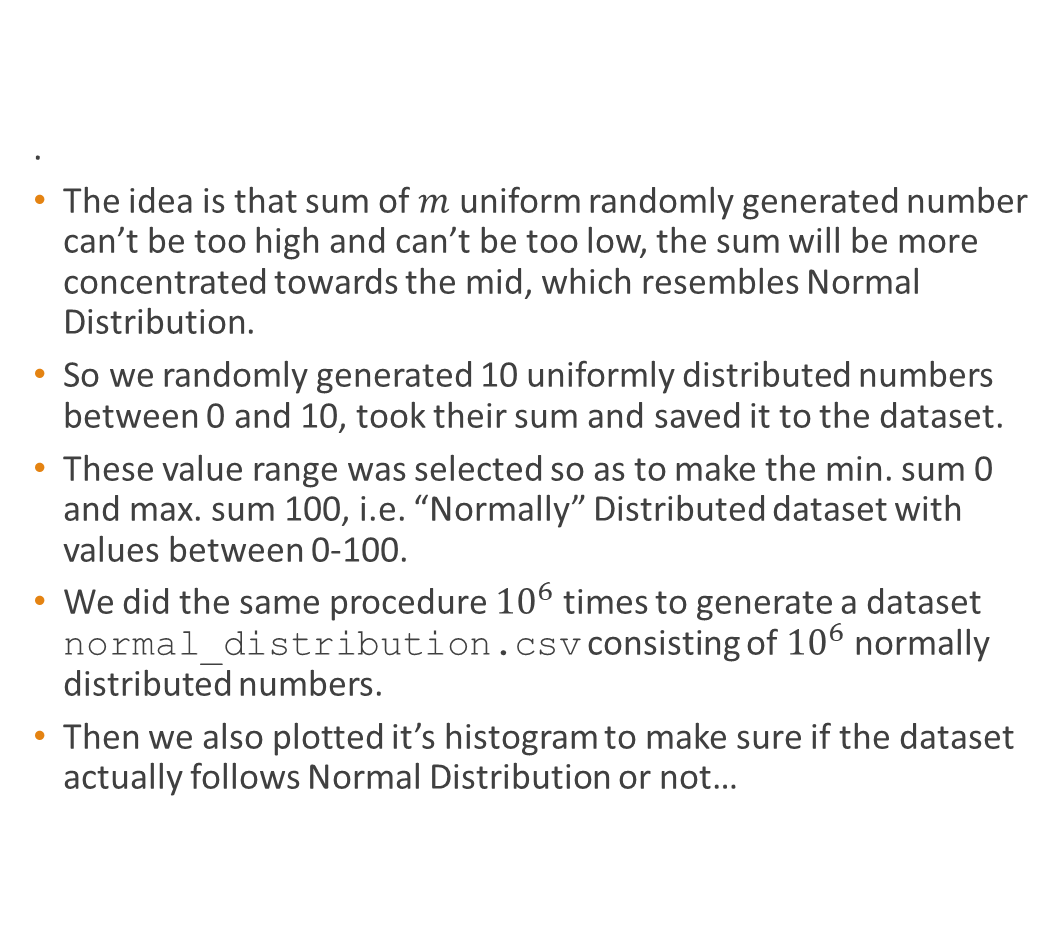 .
• The idea is that sum of 𝑚 uniform randomly generated number
can’t be too high and can’t be too low, the sum will be more
concentrated towards the mid, which resembles Normal
Distribution.
• So we randomly generated 10 uniformly distributed numbers
between 0 and 10, took their sum and saved it to the dataset.
• These value range was selected so as to make the min. sum 0
and max. sum 100, i.e. “Normally” Distributed dataset with
values between 0-100.
• We did the same procedure 10⁶ times to generate a dataset
normal_distribution.csv consisting of 10⁶ normally
distributed numbers.
• Then we also plotted it’s histogram to make sure if the dataset
actually follows Normal Distribution or not…